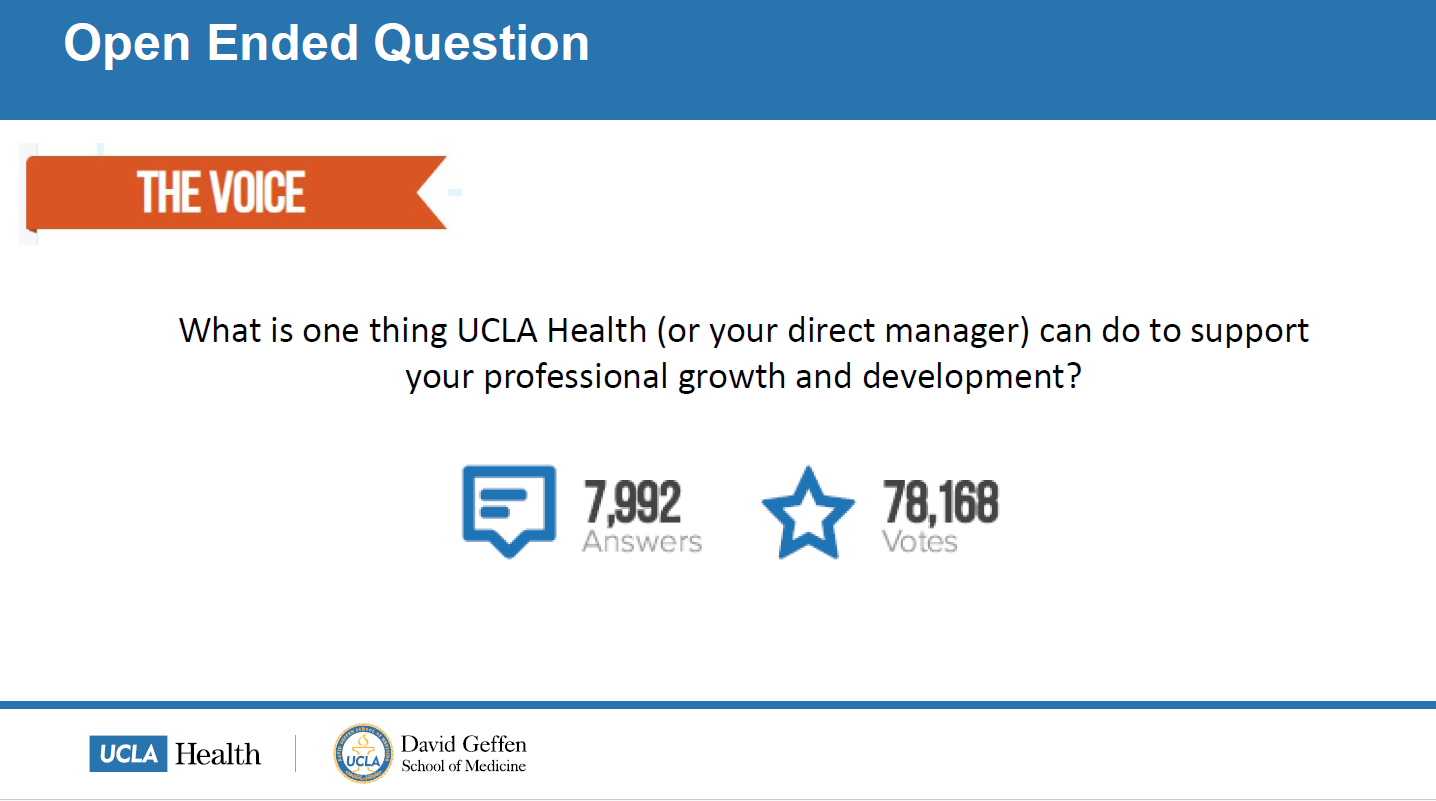 Open Ended Question
THE VOICE
What is one thing UCLA Health (or your direct manager) can do to support
your professional growth and development?
7,992
Answers
78,168
Votes
UCLA Health
UCLA
David Geffen
School of Medicine